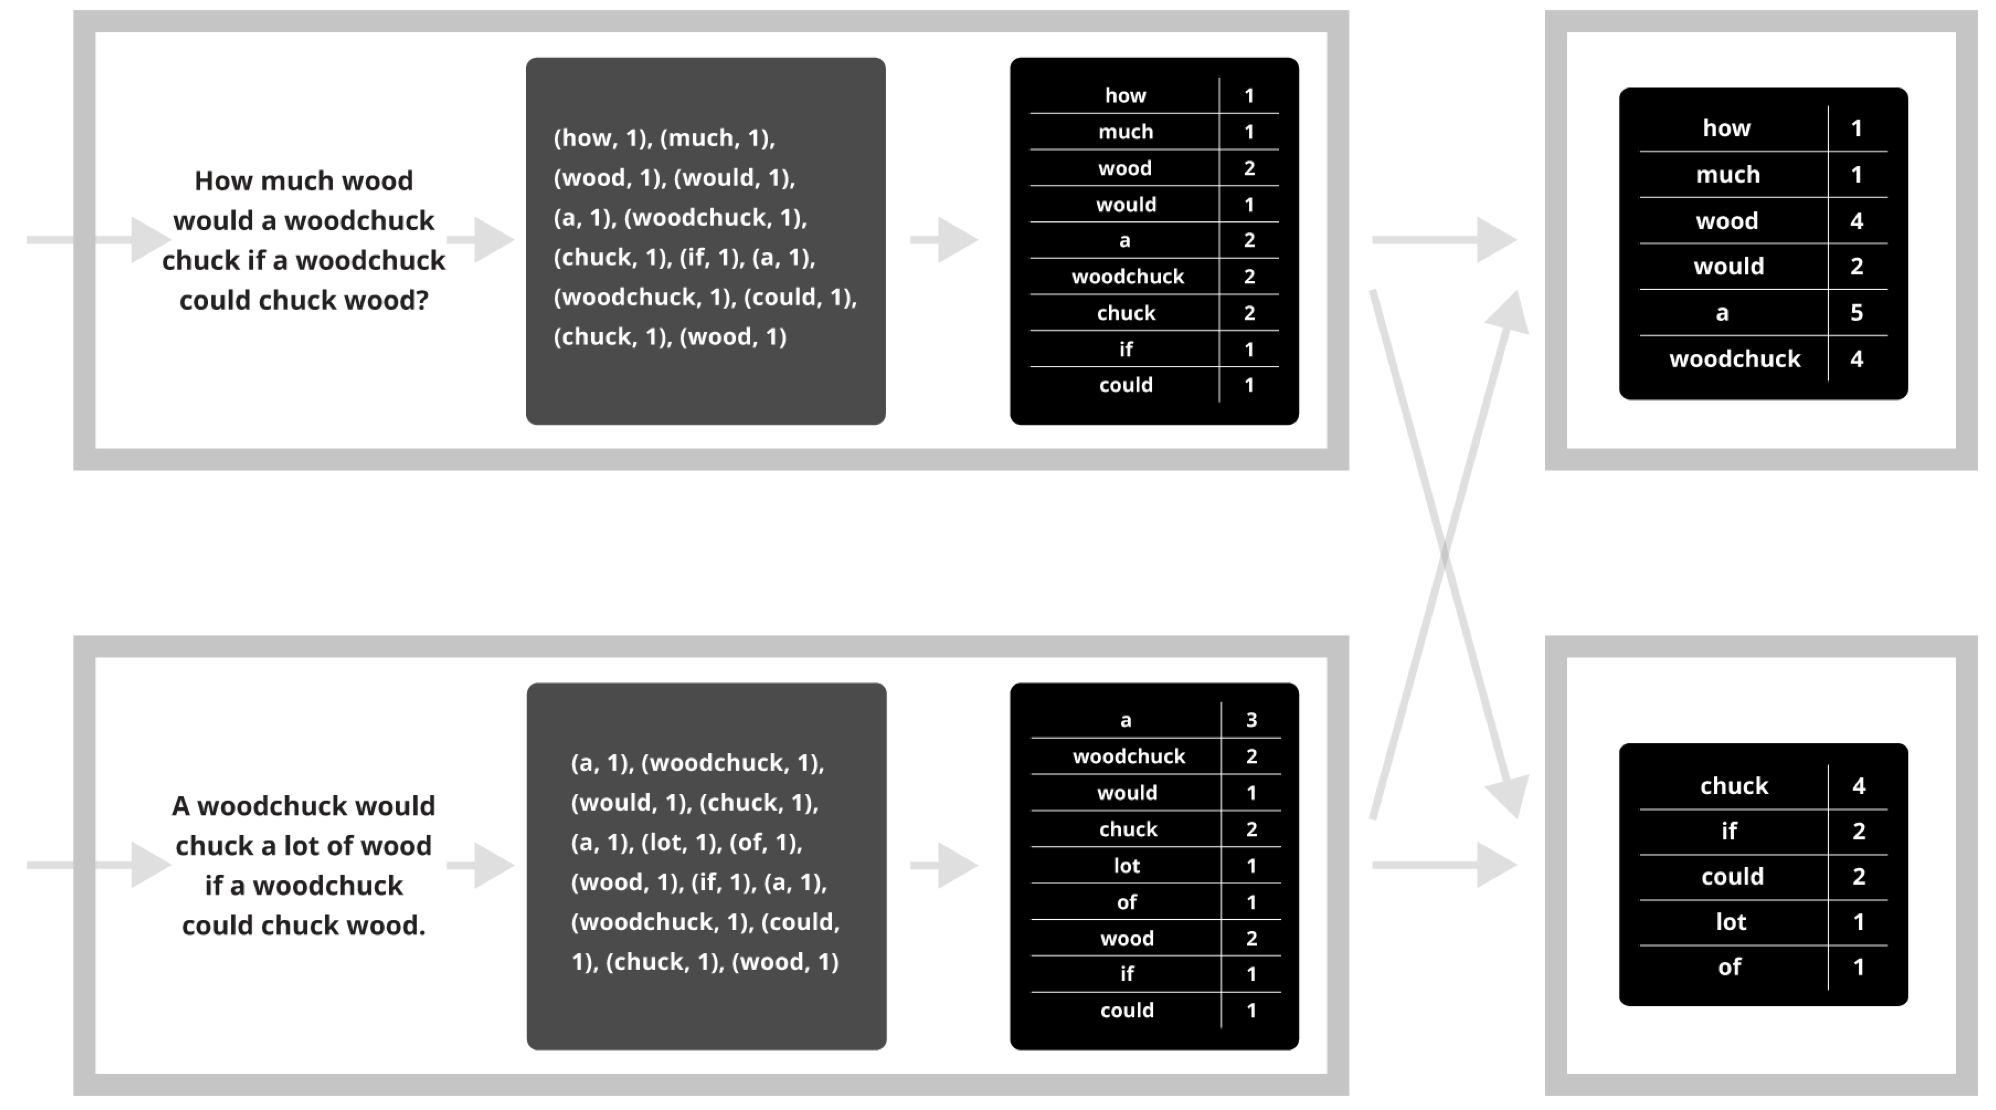 How much wood
would a woodchuck
chuck if a woodchuck
could chuck wood?
(how, 1), (much, 1),
(wood, 1), (would, 1),
(a, 1), (woodchuck, 1),
(chuck, 1), (if, 1), (a, 1),
(woodchuck, 1), (could, 1),
(chuck, 1), (wood, 1)
how 1
much 1
wood 2
would 1
a 2
woodchuck 2
chuck 2
if 1
could 1
how 1
much 1
wood 4
would 2
a 5
woodchuck 4
A woodchuck would
chuck a lot of wood
if a woodchuck
could chuck wood.
(a, 1), (woodchuck, 1),
(would, 1), (chuck, 1),
(a, 1), (lot, 1), (of, 1),
(wood, 1), (if, 1), (a, 1),
(woodchuck, 1), (could,
1), (chuck, 1), (wood, 1)
a 3
woodchuck 2
would 1
chuck 2
lot 1
of 1
wood 2
if 1
could 1
chuck 4
if 2
could 2
lot 1
of 1